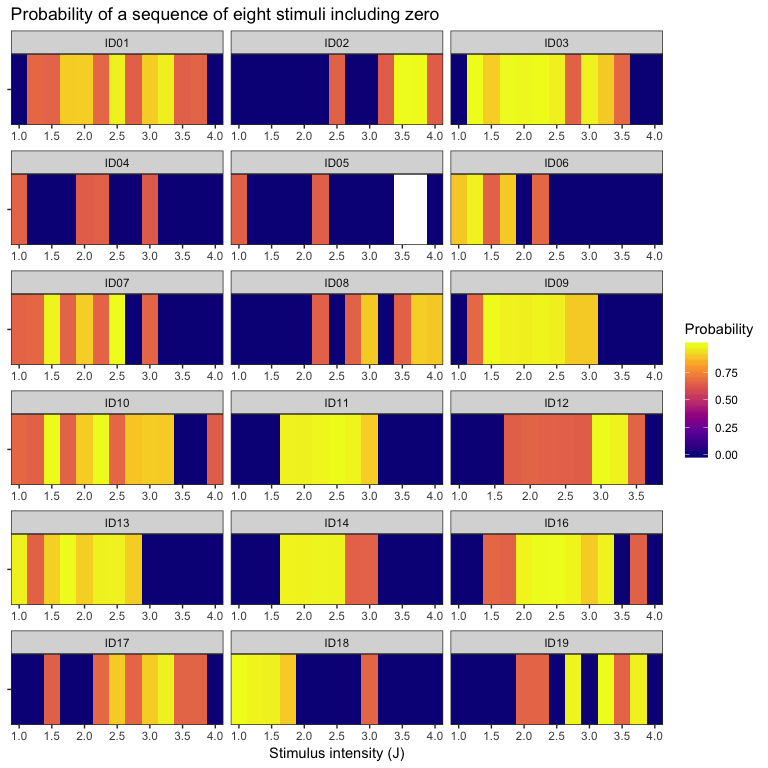 Probability of a sequence of eight stimuli including zero
ID01 ID02 ID03
1.0 1.5 2.0 2.5 3.0 3.5 4.0 1.0 1.5 2.0 2.5 3.0 3.5 4.0 1.0 1.5 2.0 2.5 3.0 3.5 4.0
ID04 ID05 ID06
1.0 1.5 2.0 2.5 3.0 3.5 4.0 1.0 1.5 2.0 2.5 3.0 3.5 4.0 1.0 1.5 2.0 2.5 3.0 3.5 4.0
ID07 ID08 ID09
1.0 1.5 2.0 2.5 3.0 3.5 4.0 1.0 1.5 2.0 2.5 3.0 3.5 4.0 1.0 1.5 2.0 2.5 3.0 3.5 4.0
ID10 ID11 ID12
1.0 1.5 2.0 2.5 3.0 3.5 4.0 1.0 1.5 2.0 2.5 3.0 3.5 4.0 1.0 1.5 2.0 2.5 3.0 3.5
ID13 ID14 ID16
1.0 1.5 2.0 2.5 3.0 3.5 4.0 1.0 1.5 2.0 2.5 3.0 3.5 4.0 1.0 1.5 2.0 2.5 3.0 3.5 4.0
ID17 ID18 ID19
1.0 1.5 2.0 2.5 3.0 3.5 4.0 1.0 1.5 2.0 2.5 3.0 3.5 4.0 1.0 1.5 2.0 2.5 3.0 3.5 4.0
Stimulus intensity (J)
Probability
0.75
0.50
0.25
0.00